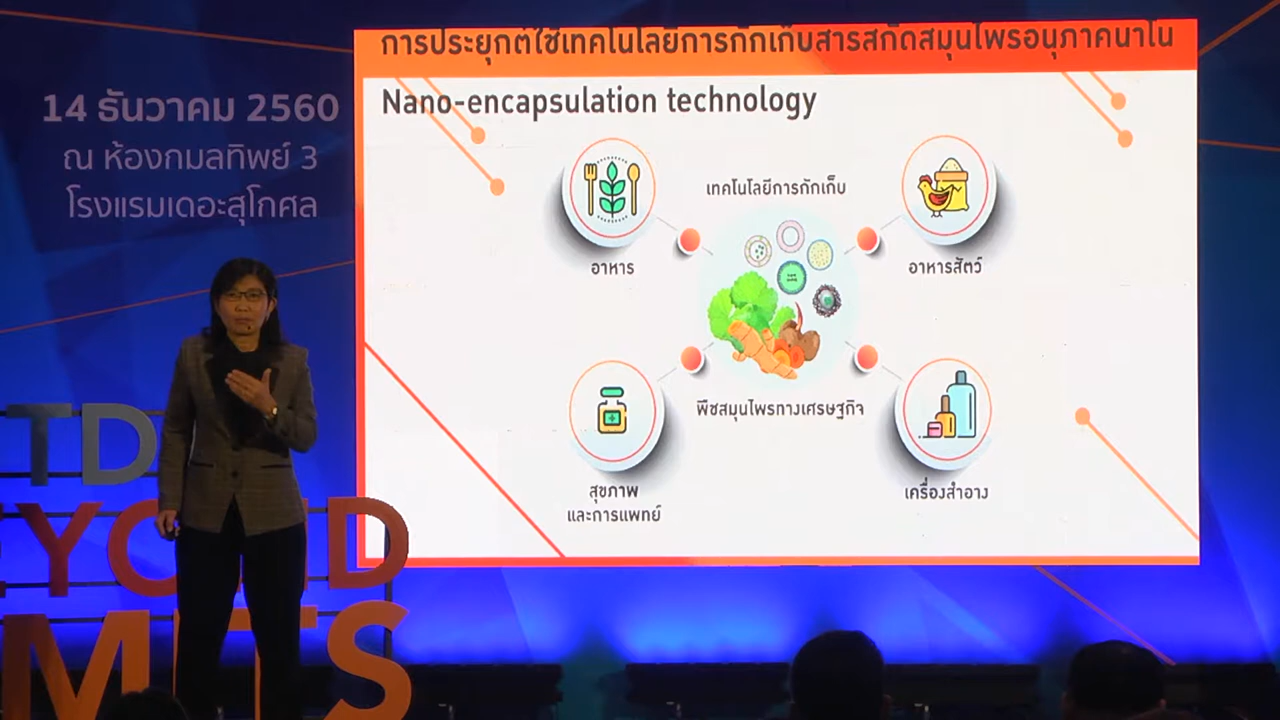 14 ธันวาคม 2560
ณ ห้องกมลทิพย์ 3
โรงแรมเดอะสุโกศล
การประยุกต์ใช้เทคโนโลยีการกักเก็บสารสกัดสมุนไพรอนุภาคนาโน
Nano-encapsulation technology
เทคโนโลยีการกักเก็บ
อาหาร
อาหารสัตว์
พืชสมุนไพรทางเศรษฐกิจ
สุขภาพ
และการแพทย์
เครื่องสำอาง
TD
EYOND
MITS